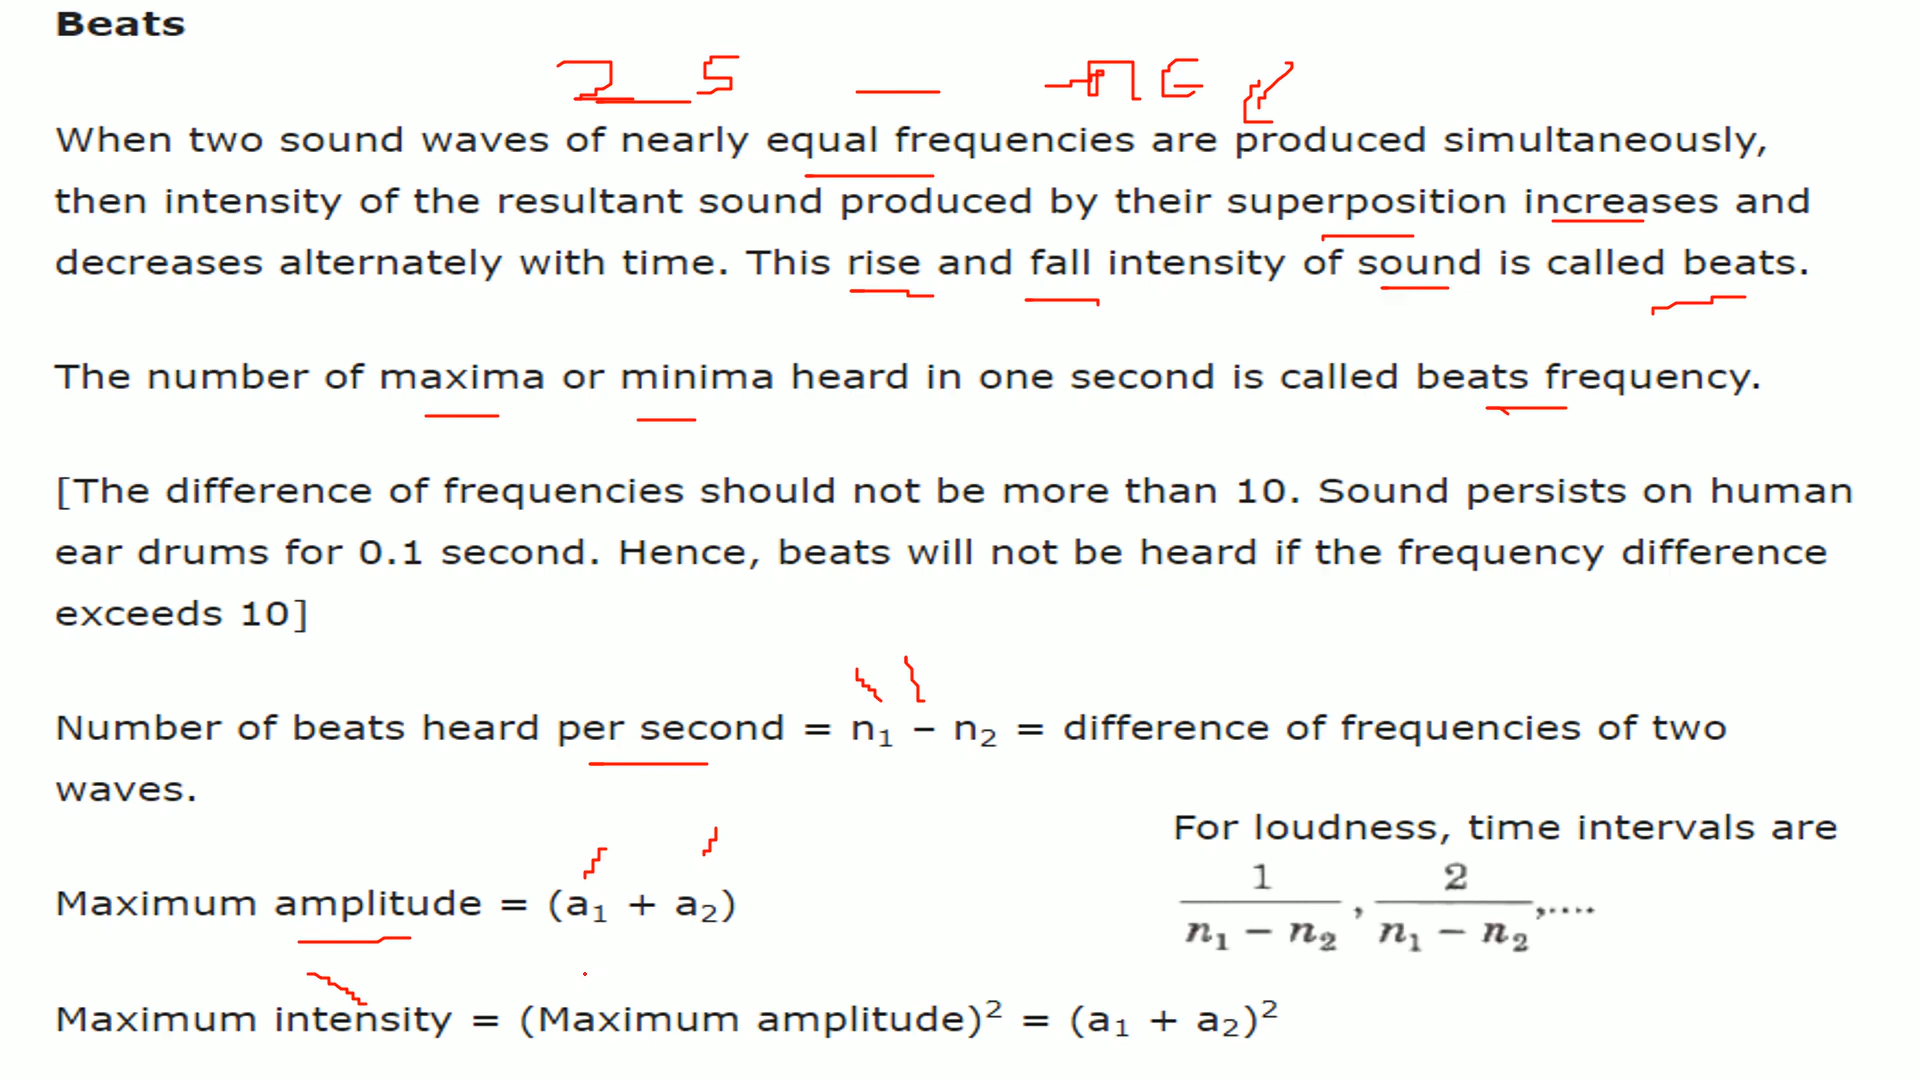 Beats
2 S — nE
When two sound waves of nearly equal frequencies are produced simultaneously,
then intensity of the resultant sound produced by their superposition increases and
decreases alternately with time. This rise and fall intensity of sound is called beats.
The number of maxima or minima heard in one second is called beats frequency.
[The difference of frequencies should not be more than 10. Sound persists on human
ear drums for 0.1 second. Hence, beats will not be heard if the frequency difference
exceeds 10]
Number of beats heard per second = n₁ – n₂ = difference of frequencies of two
waves.
For loudness, time intervals are
1/(n₁ − n₂), 2/(n₁ − n₂),....
Maximum amplitude = (a₁ + a₂)
Maximum intensity = (Maximum amplitude)² = (a₁ + a₂)²